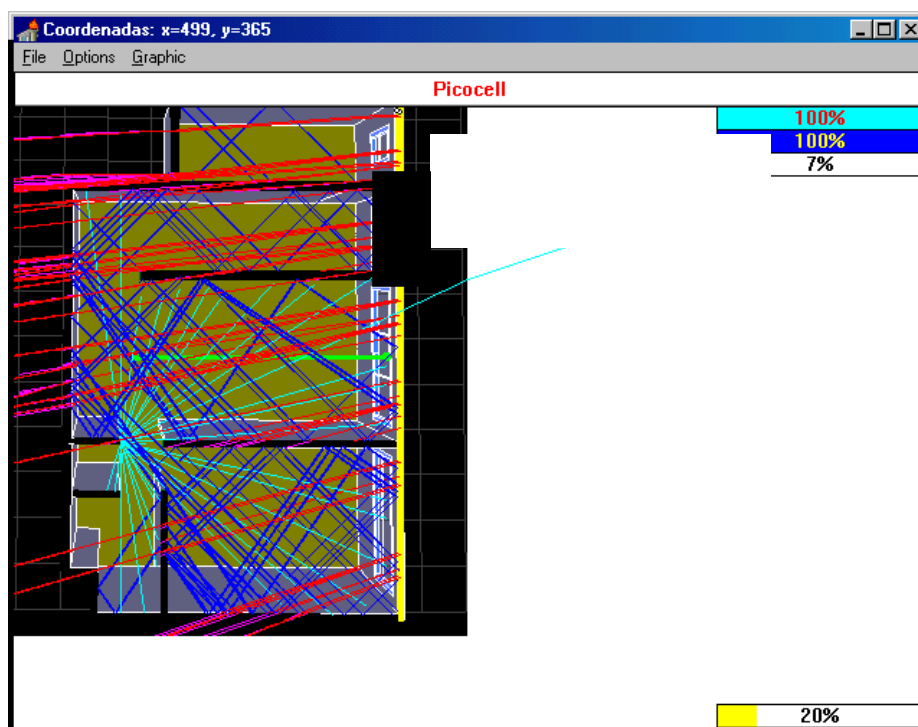 Coordenadas: x=499, y=365
File Options Graphic
Picocell
100%
100%
7%
20%